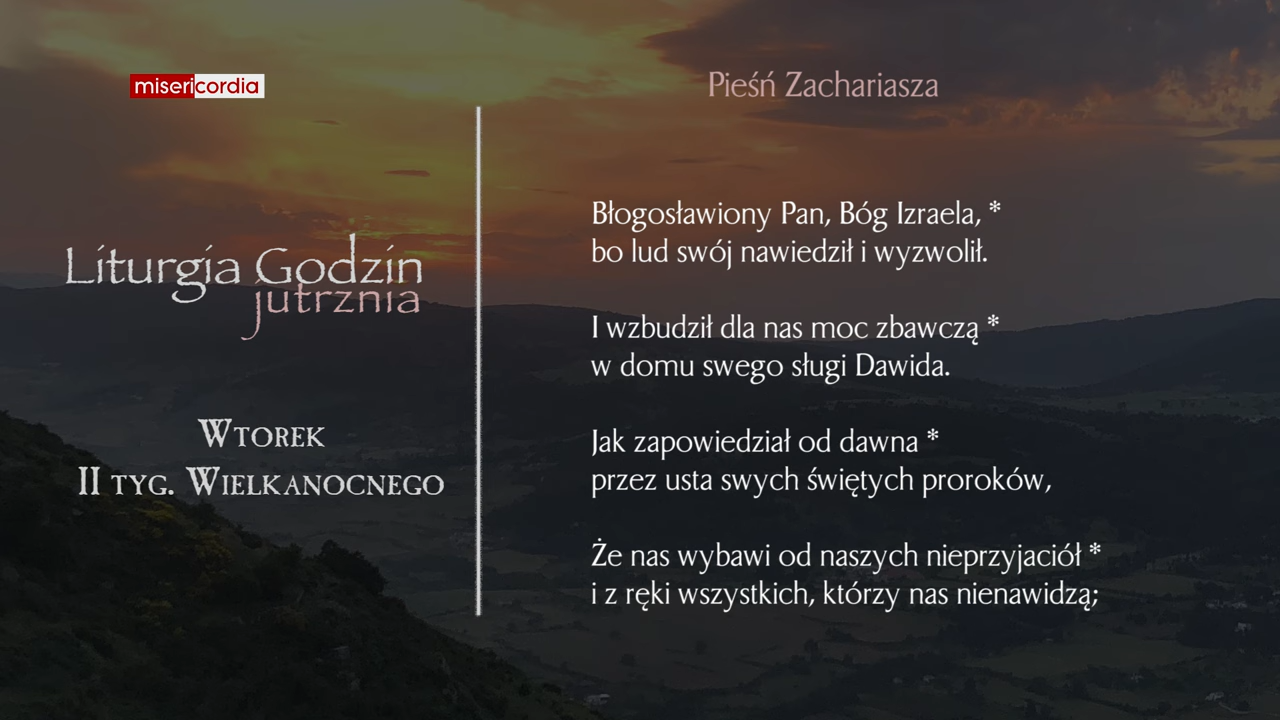 misericordia
Liturgia Godzin
jutrznia
Wtorek
II tyg. Wielkanocnego
Pieśń Zachariasza
Błogosławiony Pan, Bóg Izraela, *
bo lud swój nawiedził i wyzwolił.
I wzbudził dla nas moc zbawczą *
w domu swego sługi Dawida.
Jak zapowiedział od dawna *
przez usta swych świętych proroków,
Że nas wybawi od naszych nieprzyjaciół *
i z ręki wszystkich, którzy nas nienawidzą;